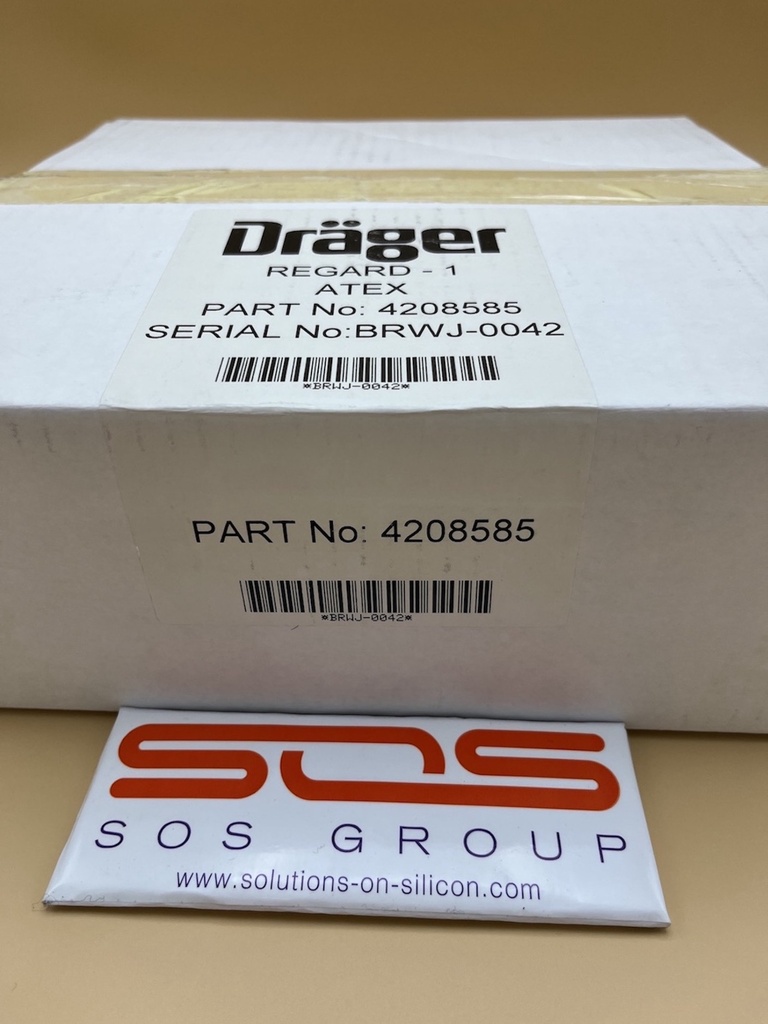 Dräger
REGARD - 1
ATEX
PART No: 4208585
SERIAL No:BRWJ-0042
*BRWJ-0042*
PART No: 4208585
*BRWJ-0042*
SOS
SOS GROUP
www.solutions-on-silicon.com